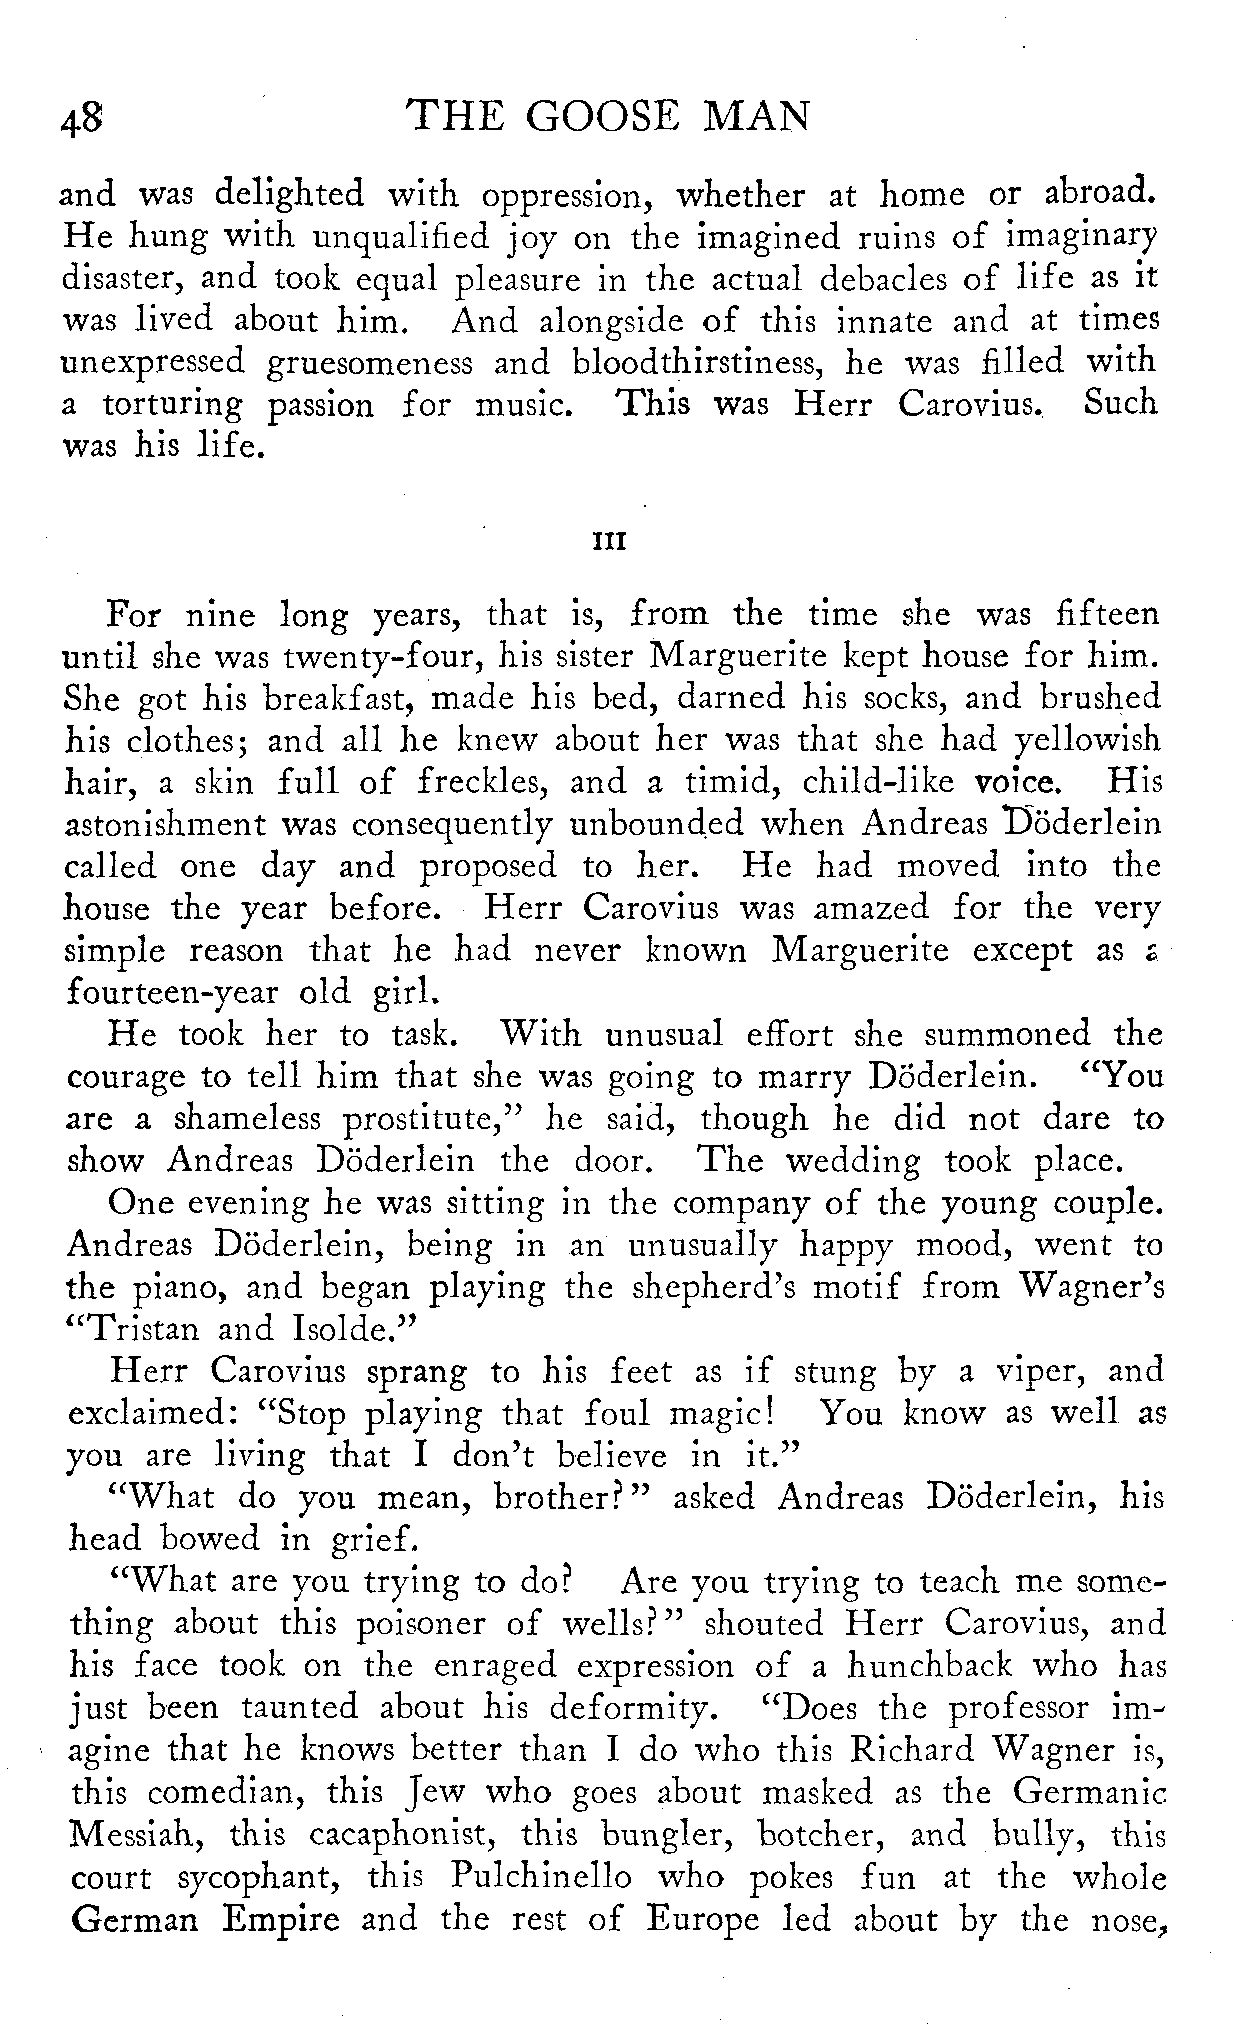 48 THE GOOSE MAN
and was delighted with oppression, whether at home or abroad.
He hung with unqualified joy on the imagined ruins of imaginary
disaster, and took equal pleasure in the actual debacles of life as it
was lived about him. And alongside of this innate and at times
unexpressed gruesomeness and bloodthirstiness, he was filled with
a torturing passion for music. This was Herr Carovius. Such
was his life.
III
For nine long years, that is, from the time she was fifteen
until she was twenty-four, his sister Marguerite kept house for him.
She got his breakfast, made his bed, darned his socks, and brushed
his clothes; and all he knew about her was that she had yellowish
hair, a skin full of freckles, and a timid, child-like voice. His
astonishment was consequently unbounded when Andreas Döderlein
called one day and proposed to her. He had moved into the
house the year before. Herr Carovius was amazed for the very
simple reason that he had never known Marguerite except as a
fourteen-year old girl.
He took her to task. With unusual effort she summoned the
courage to tell him that she was going to marry Döderlein. "You
are a shameless prostitute," he said, though he did not dare to
show Andreas Döderlein the door. The wedding took place.
One evening he was sitting in the company of the young couple.
Andreas Döderlein, being in an unusually happy mood, went to
the piano, and began playing the shepherd's motif from Wagner's
"Tristan and Isolde."
Herr Carovius sprang to his feet as if stung by a viper, and
exclaimed: "Stop playing that foul magic! You know as well as
you are living that I don't believe in it."
"What do you mean, brother?" asked Andreas Döderlein, his
head bowed in grief.
"What are you trying to do? Are you trying to teach me some-
thing about this poisoner of wells?" shouted Herr Carovius, and
his face took on the enraged expression of a hunchback who has
just been taunted about his deformity. "Does the professor im-
agine that he knows better than I do who this Richard Wagner is,
this comedian, this Jew who goes about masked as the Germanic
Messiah, this cacaphonist, this bungler, botcher, and bully, this
court sycophant, this Pulchinello who pokes fun at the whole
German Empire and the rest of Europe led about by the nose,